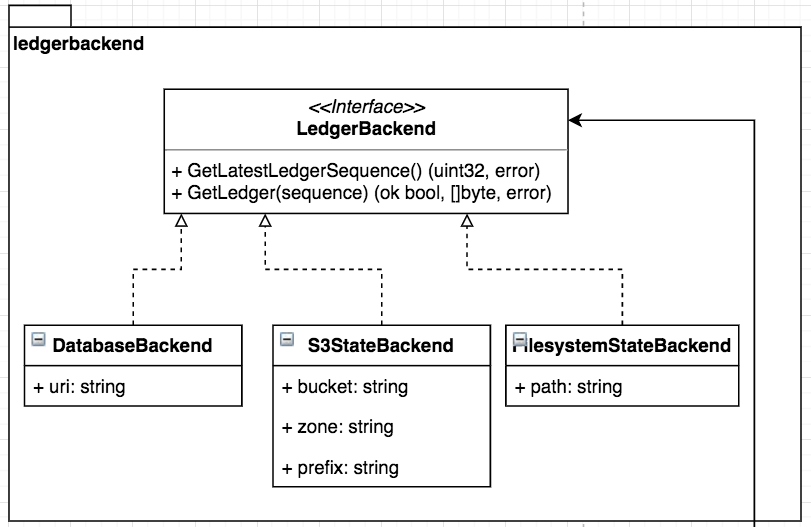 ledgerbackend
<<Interface>>
LedgerBackend
+ GetLatestLedgerSequence() (uint32, error)
+ GetLedger(sequence) (ok bool, []byte, error)
DatabaseBackend
+ uri: string
S3StateBackend
+ bucket: string
+ zone: string
+ prefix: string
FilesystemStateBackend
+ path: string